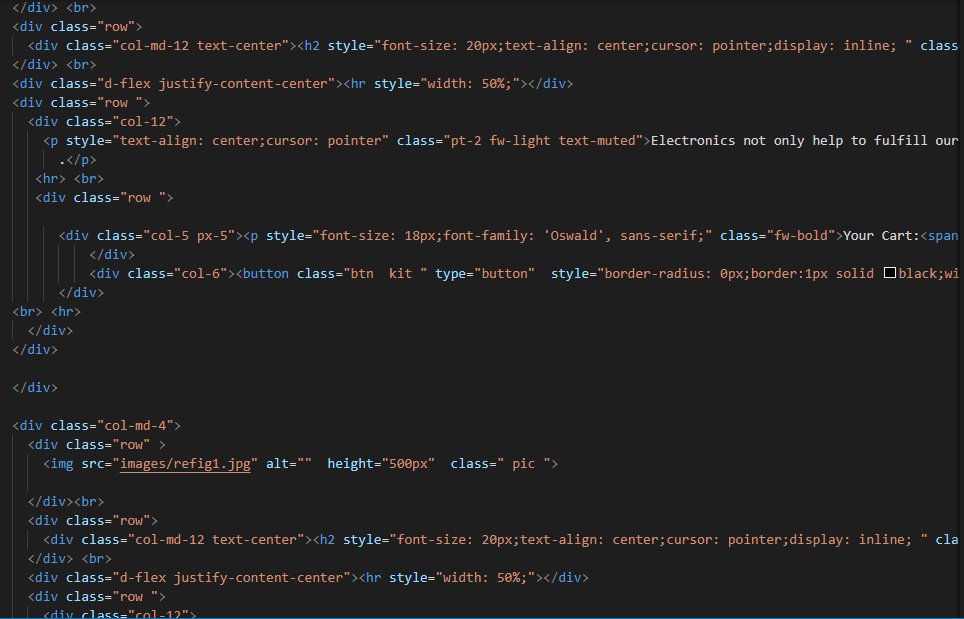 </div> <br>
<div class="row">
<div class="col-md-12 text-center"><h2 style="font-size: 20px;text-align: center;cursor: pointer;display: inline; " class
</div> <br>
<div class="d-flex justify-content-center"><hr style="width: 50%;"></div>
<div class="row ">
<div class="col-12">
<p style="text-align: center;cursor: pointer" class="pt-2 fw-light text-muted">Electronics not only help to fulfill our
.</p>
<hr> <br>
<div class="row ">
<div class="col-5 px-5"><p style="font-size: 18px;font-family: 'Oswald', sans-serif;" class="fw-bold">Your Cart:<span
</div>
<div class="col-6"><button class="btn  kit " type="button"  style="border-radius: 0px;border:1px solid black;wi
</div>
<br> <hr>
</div>
</div>
</div>
<div class="col-md-4">
<div class="row" >
<img src="images/refig1.jpg" alt=""  height="500px"  class=" pic ">
</div><br>
<div class="row">
<div class="col-md-12 text-center"><h2 style="font-size: 20px;text-align: center;cursor: pointer;display: inline; " cla
</div> <br>
<div class="d-flex justify-content-center"><hr style="width: 50%;"></div>
<div class="row ">
<div class="col-12">